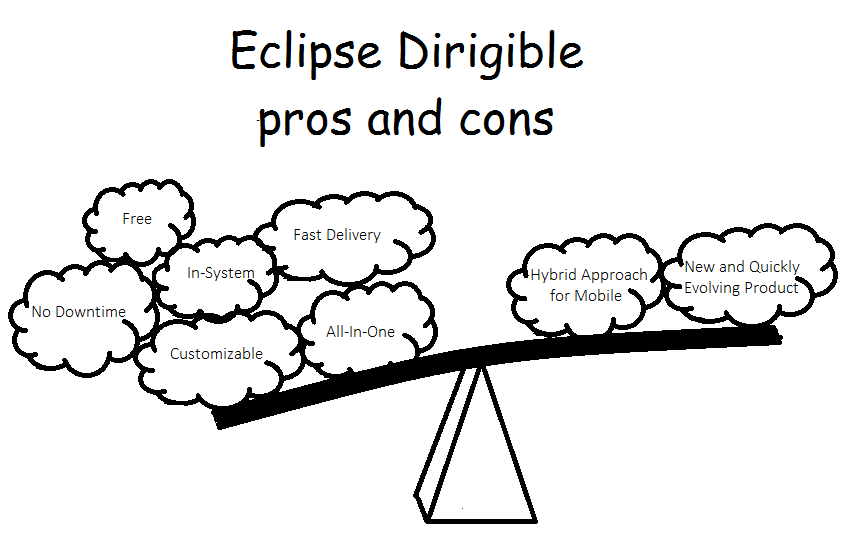 Eclipse Dirigible
pros and cons
Free
Fast Delivery
In-System
No Downtime
All-In-One
Customizable
Hybrid Approach
for Mobile
New and Quickly
Evolving Product